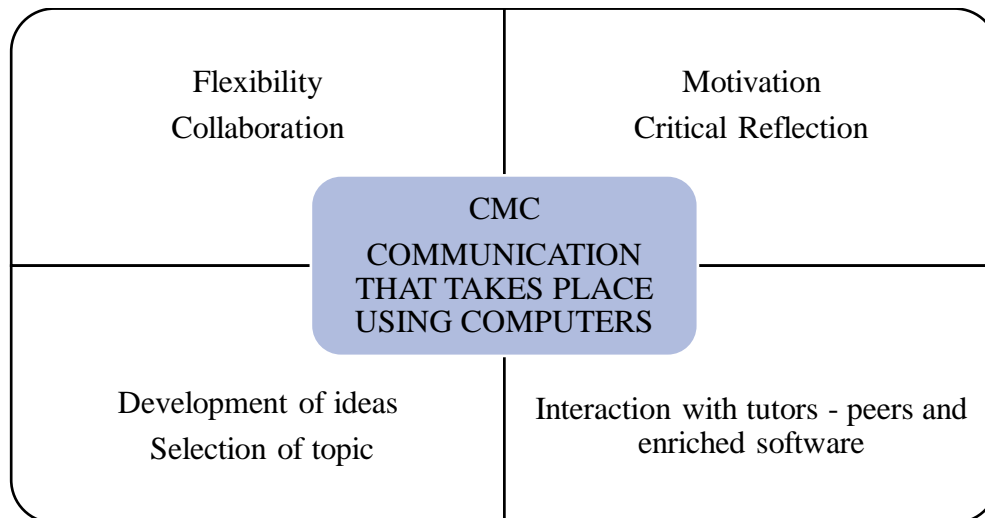 Flexibility
Collaboration
Motivation
Critical Reflection
CMC
COMMUNICATION
THAT TAKES PLACE
USING COMPUTERS
Development of ideas
Selection of topic
Interaction with tutors - peers and
enriched software